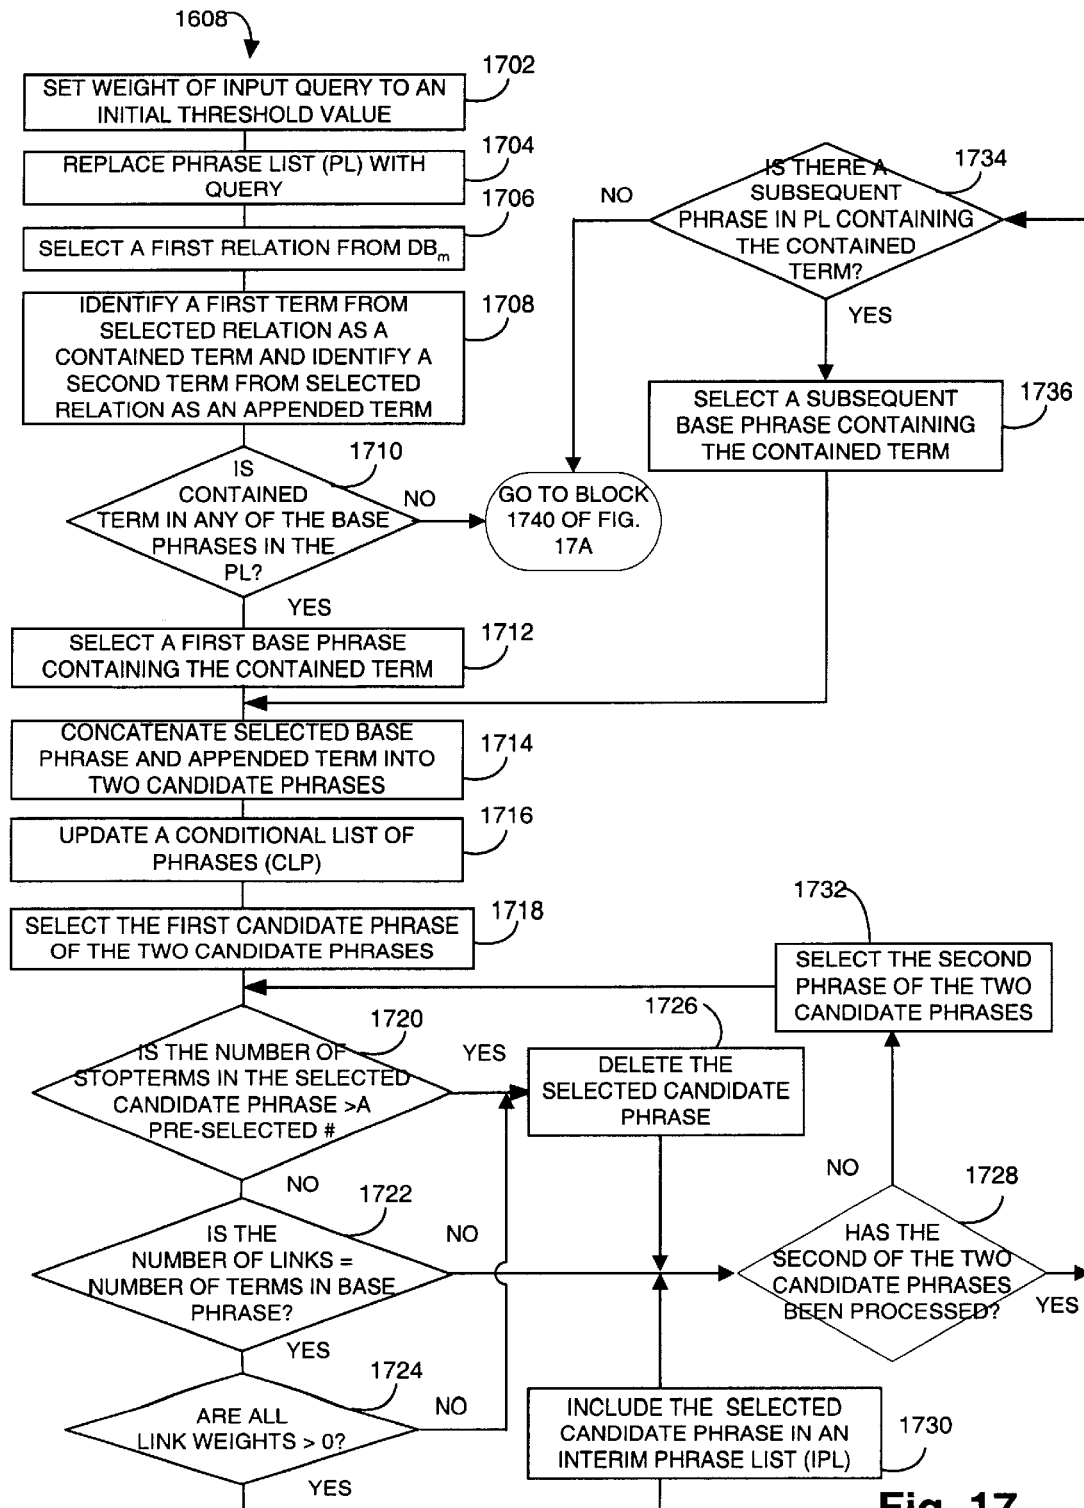 1608
1702
SET WEIGHT OF INPUT QUERY TO AN
INITIAL THRESHOLD VALUE
1704
REPLACE PHRASE LIST (PL) WITH
QUERY
1706
SELECT A FIRST RELATION FROM DBm
1708
IDENTIFY A FIRST TERM FROM
SELECTED RELATION AS A
CONTAINED TERM AND IDENTIFY A
SECOND TERM FROM SELECTED
RELATION AS AN APPENDED TERM
1710
IS
CONTAINED
TERM IN ANY OF THE BASE
PHRASES IN THE
PL?
NO
YES
GO TO BLOCK
1740 OF FIG.
17A
1734
IS THERE A
SUBSEQUENT
PHRASE IN PL CONTAINING
THE CONTAINED
TERM?
NO
YES
1736
SELECT A SUBSEQUENT
BASE PHRASE CONTAINING
THE CONTAINED TERM
1712
SELECT A FIRST BASE PHRASE
CONTAINING THE CONTAINED TERM
1714
CONCATENATE SELECTED BASE
PHRASE AND APPENDED TERM INTO
TWO CANDIDATE PHRASES
1716
UPDATE A CONDITIONAL LIST OF
PHRASES (CLP)
1718
SELECT THE FIRST CANDIDATE PHRASE
OF THE TWO CANDIDATE PHRASES
1732
SELECT THE SECOND
PHRASE OF THE TWO
CANDIDATE PHRASES
1720
IS THE NUMBER OF
STOPTERMS IN THE SELECTED
CANDIDATE PHRASE >A
PRE-SELECTED #
YES
NO
1726
DELETE THE
SELECTED CANDIDATE
PHRASE
1722
IS THE
NUMBER OF LINKS =
NUMBER OF TERMS IN BASE
PHRASE?
NO
YES
NO
1728
HAS THE
SECOND OF THE TWO
CANDIDATE PHRASES
BEEN PROCESSED?
YES
1724
ARE ALL
LINK WEIGHTS > 0?
NO
YES
1730
INCLUDE THE SELECTED
CANDIDATE PHRASE IN AN
INTERIM PHRASE LIST (IPL)
Fig. 17